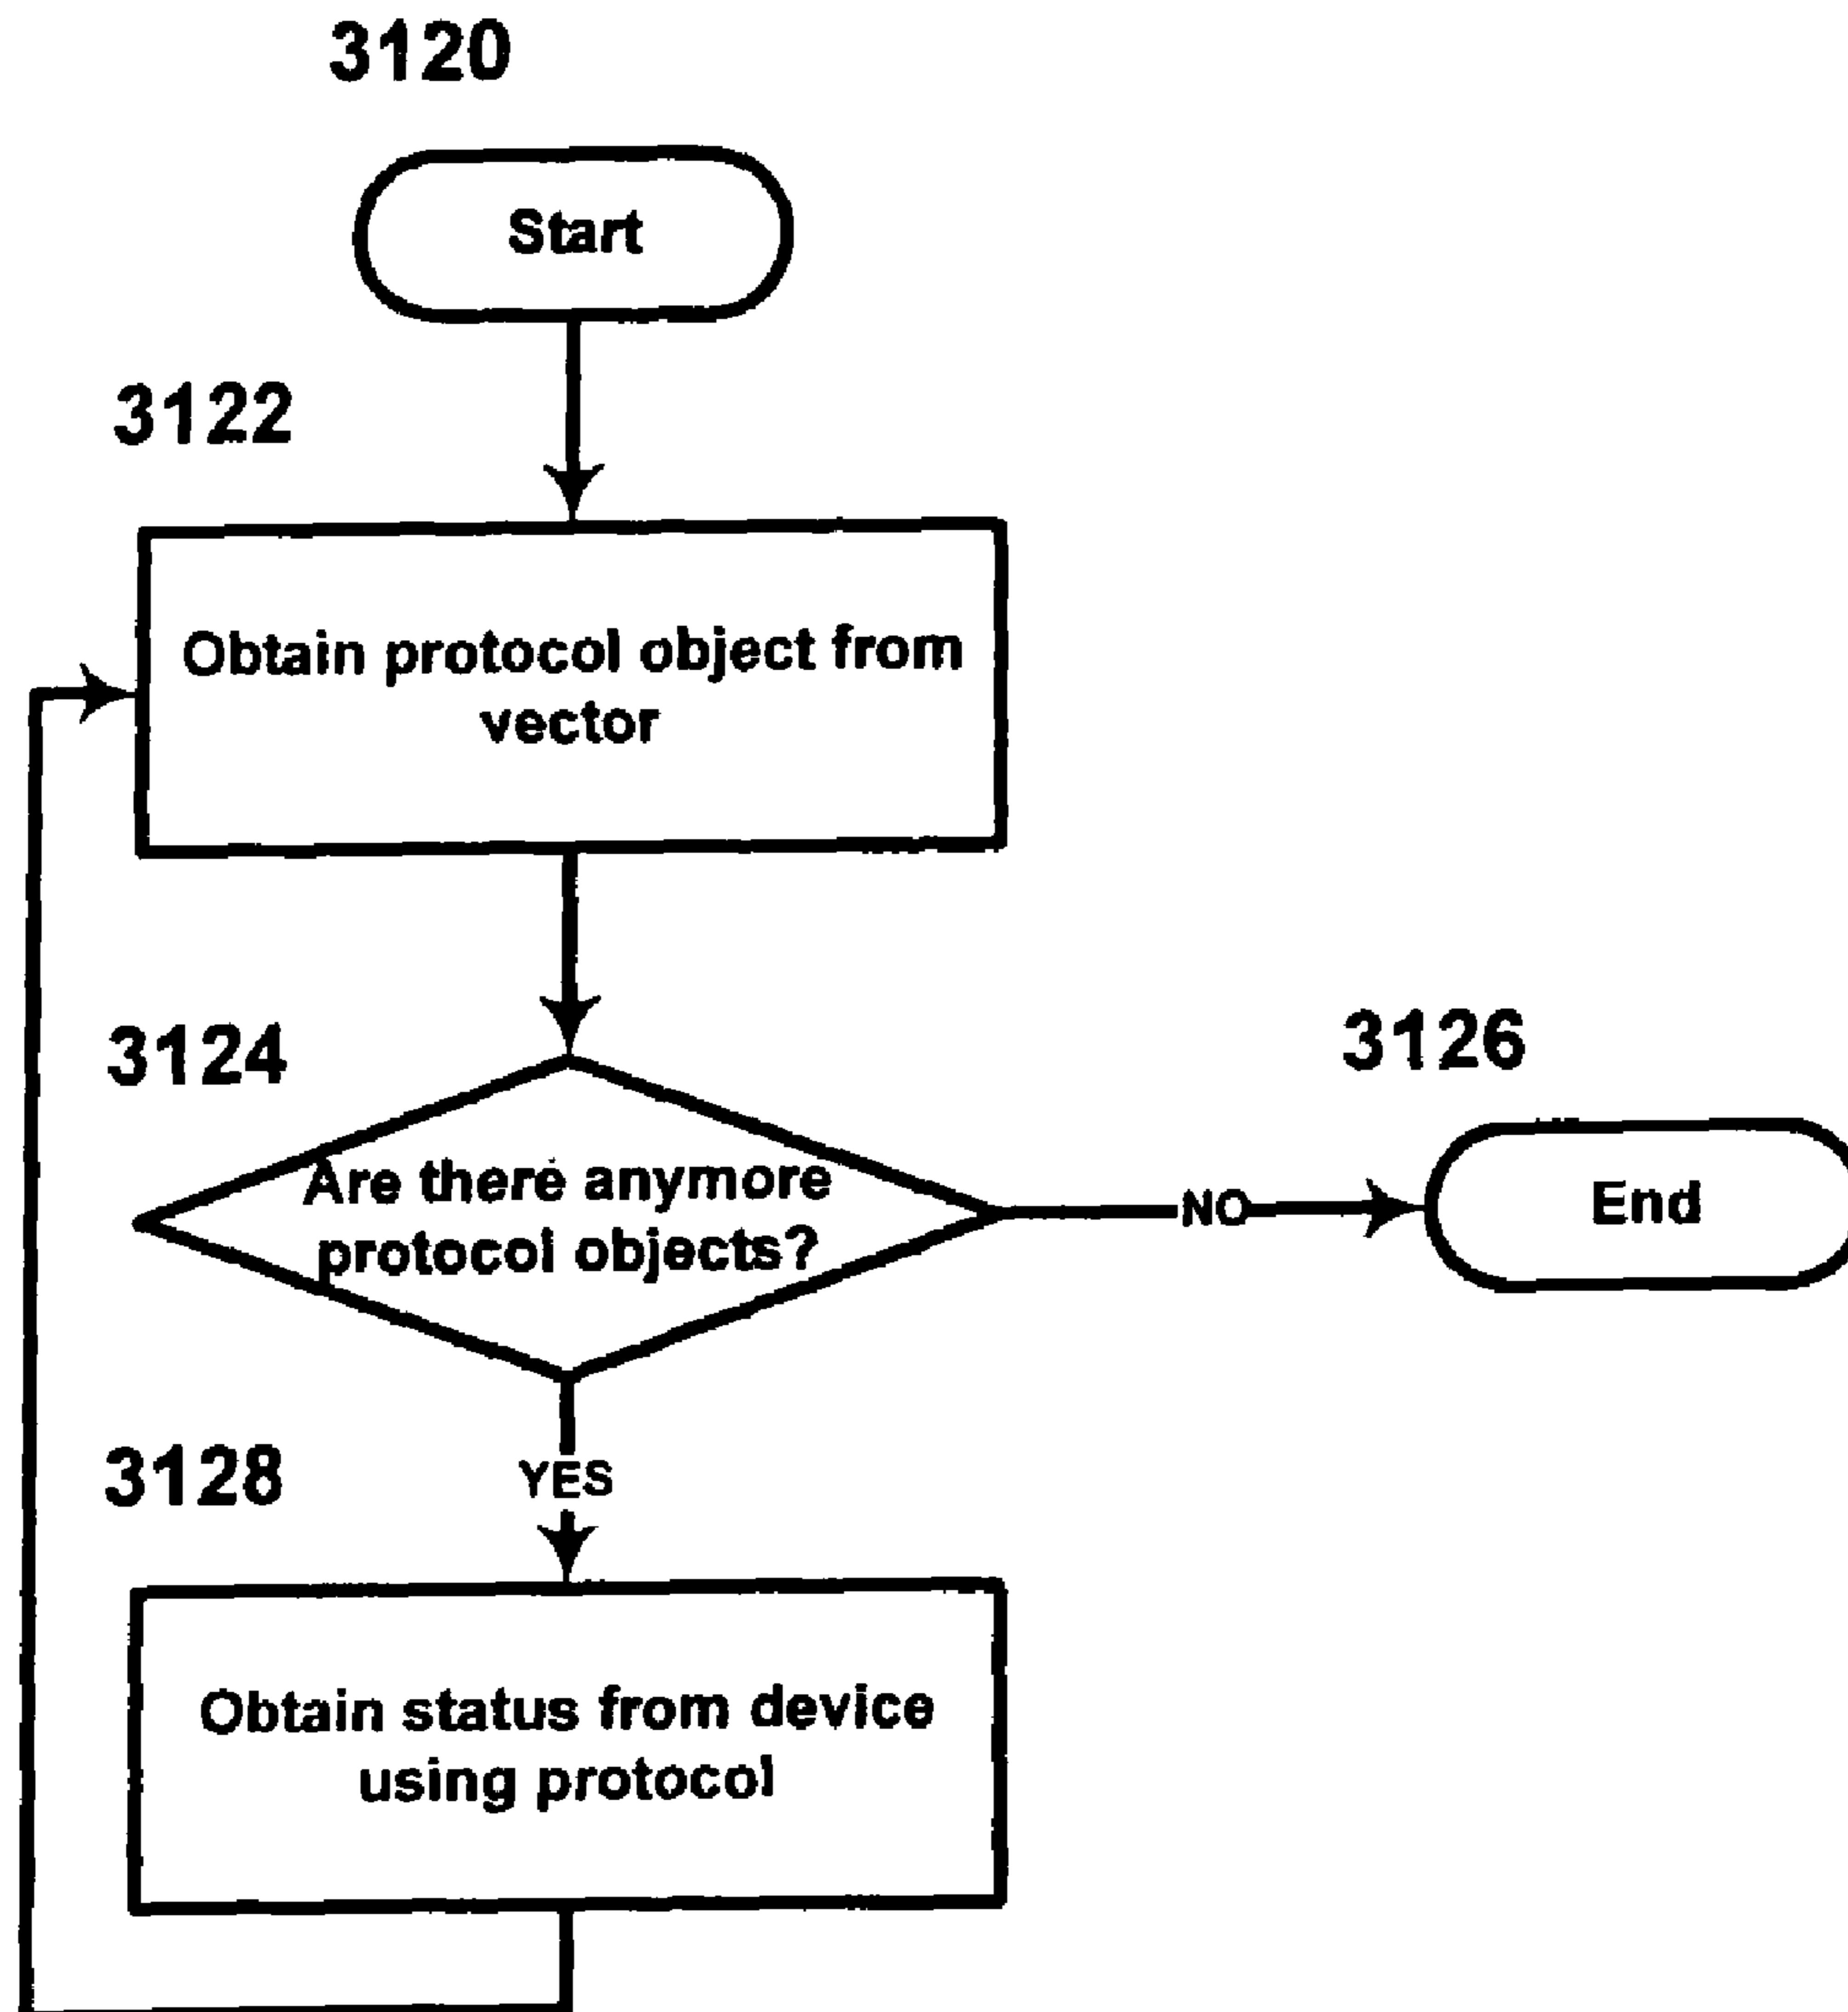 3120
Start
3122
Obtain protocol object from
vector
3124
Are there anymore
protocol objects?
NO
3126
End
3128
YES
Obtain status from device
using protocol